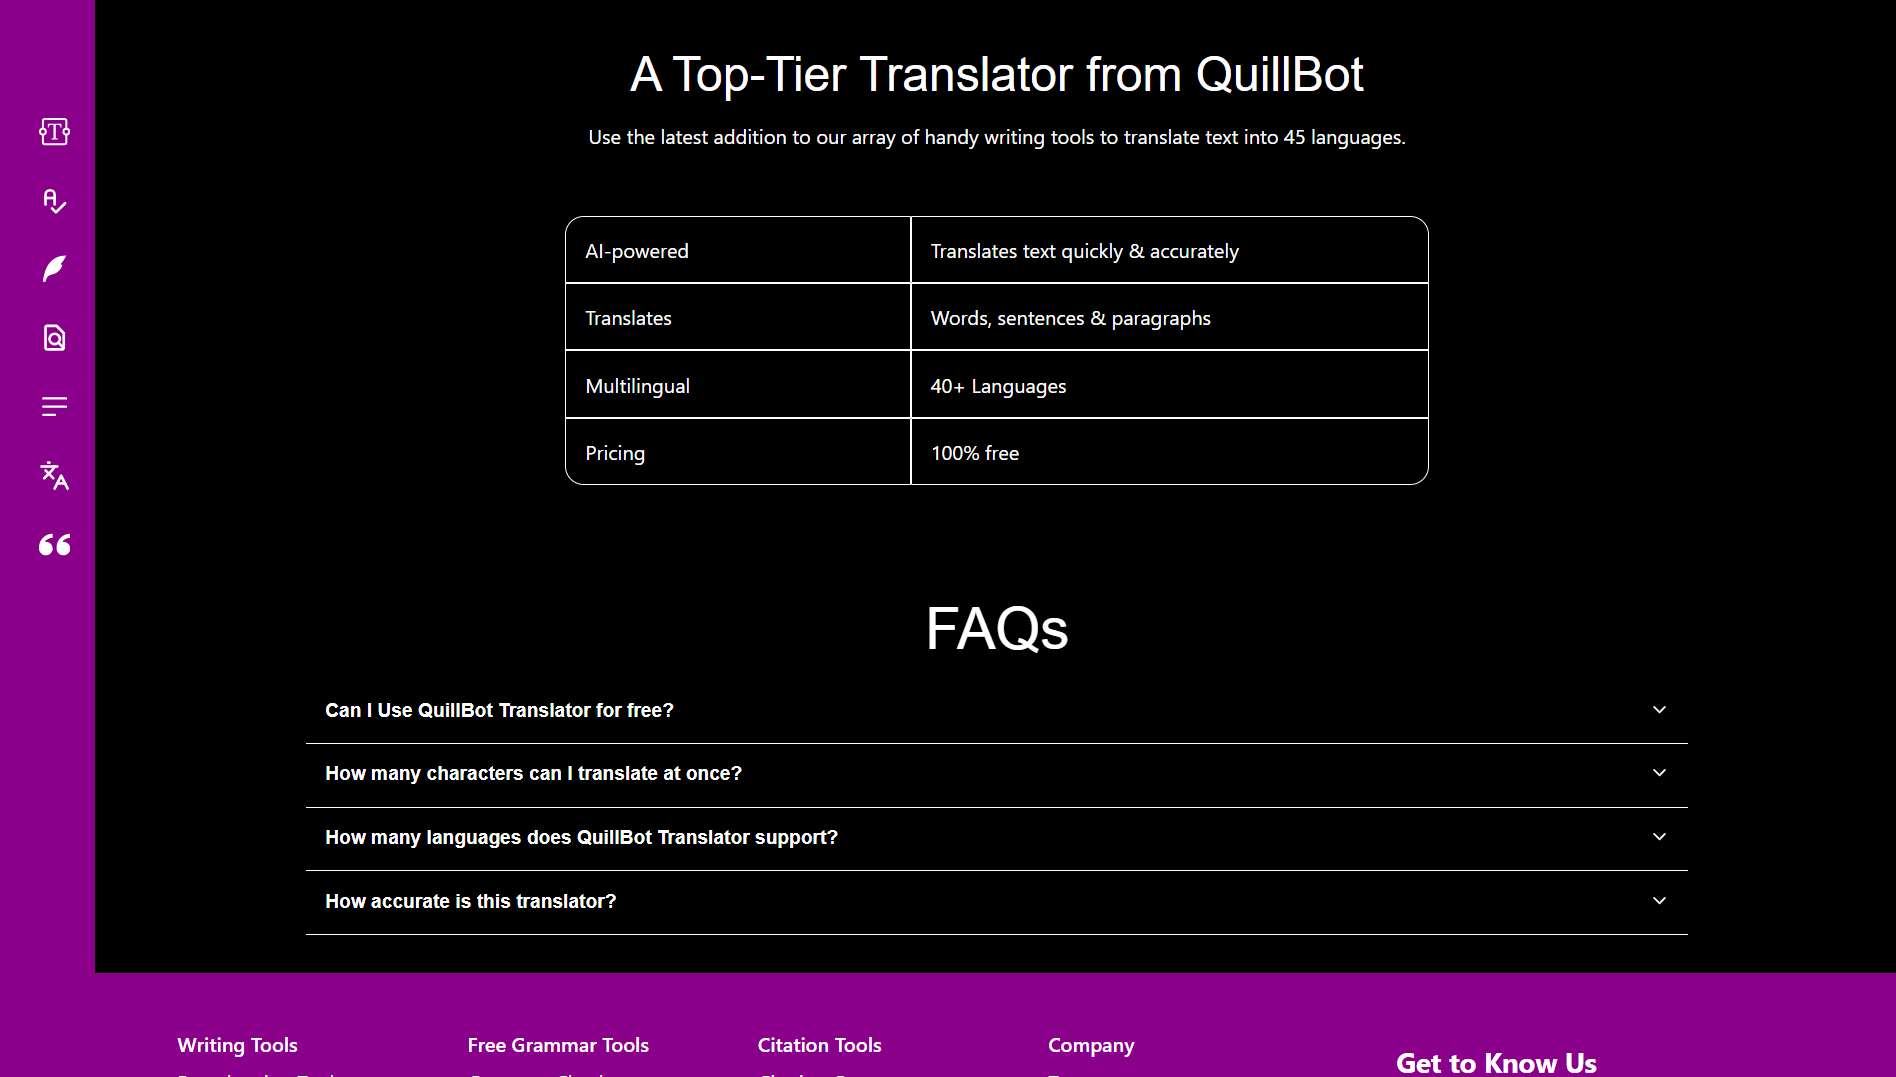 A Top-Tier Translator from QuillBot
Use the latest addition to our array of handy writing tools to translate text into 45 languages.
AI-powered
Translates text quickly & accurately
Translates
Words, sentences & paragraphs
Multilingual
40+ Languages
Pricing
100% free
FAQs
Can I Use QuillBot Translator for free?
How many characters can I translate at once?
How many languages does QuillBot Translator support?
How accurate is this translator?
Writing Tools
Free Grammar Tools
Citation Tools
Company
Get to Know Us